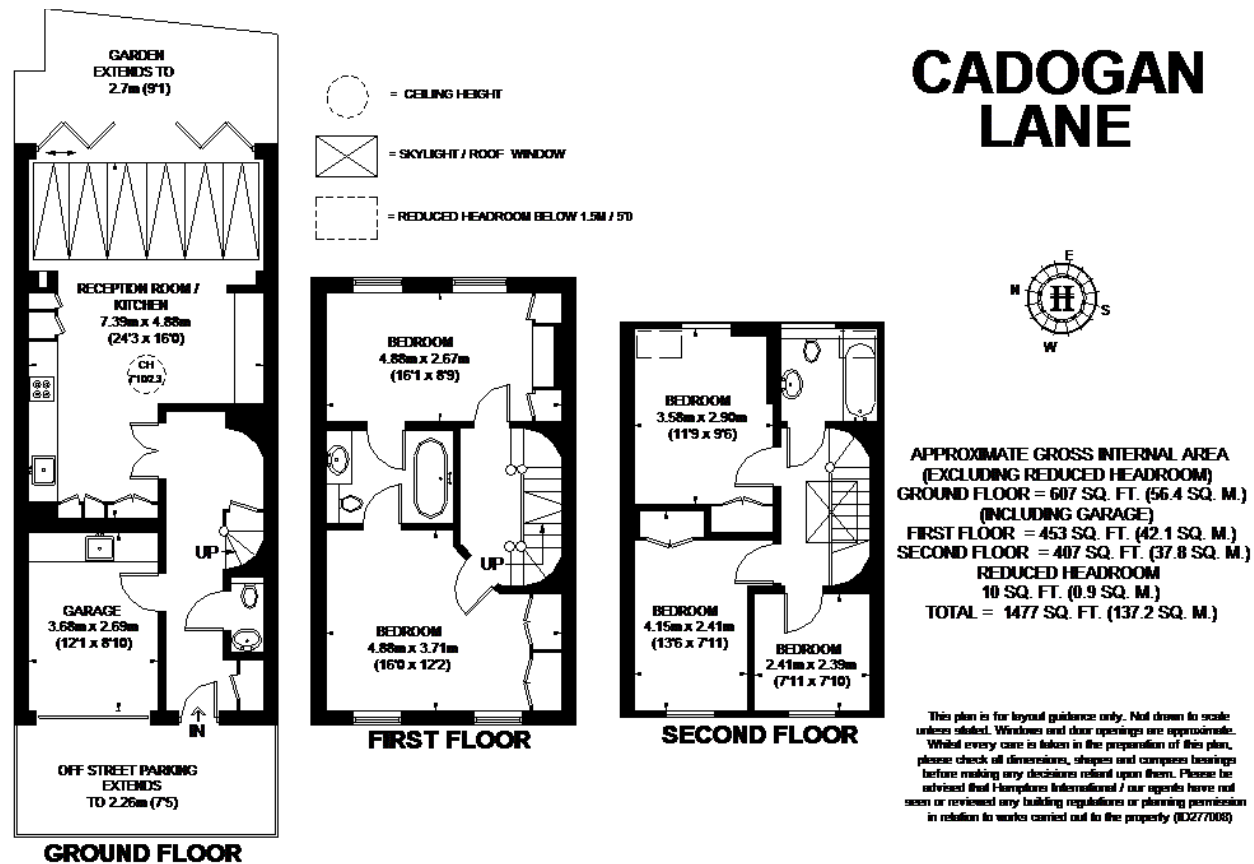 CADOGAN
LANE
GARDEN
EXTENDS TO
2.7m (9'1)
= CEILING HEIGHT
= SKYLIGHT / ROOF WINDOW
= REDUCED HEADROOM BELOW 1.5M / 5'0
E
N
H
S
W
RECEPTION ROOM /
KITCHEN
7.39m x 4.88m
(24'3 x 16'0)
CH
7'10/2.3
UP
GARAGE
3.68m x 2.69m
(12'1 x 8'10)
IN
OFF STREET PARKING
EXTENDS
TO 2.26m (7'5)
GROUND FLOOR
BEDROOM
4.88m x 2.67m
(16'1 x 8'9)
UP
BEDROOM
4.88m x 3.71m
(16'0 x 12'2)
FIRST FLOOR
BEDROOM
3.58m x 2.90m
(11'9 x 9'6)
BEDROOM
4.15m x 2.41m
(13'6 x 7'11)
BEDROOM
2.41m x 2.39m
(7'11 x 7'10)
SECOND FLOOR
APPROXIMATE GROSS INTERNAL AREA
(EXCLUDING REDUCED HEADROOM)
GROUND FLOOR = 607 SQ. FT. (56.4 SQ. M.)
(INCLUDING GARAGE)
FIRST FLOOR = 453 SQ. FT. (42.1 SQ. M.)
SECOND FLOOR = 407 SQ. FT. (37.8 SQ. M.)
REDUCED HEADROOM
10 SQ. FT. (0.9 SQ. M.)
TOTAL = 1477 SQ. FT. (137.2 SQ. M.)
This plan is for layout guidance only. Not drawn to scale
unless stated. Windows and door openings are approximate.
Whilst every care is taken in the preparation of this plan,
please check all dimensions, shapes and compass bearings
before making any decisions reliant upon them. Please be
advised that Hamptons International / our agents have not
seen or reviewed any building regulations or planning permission
in relation to works carried out to the property (ID277008)